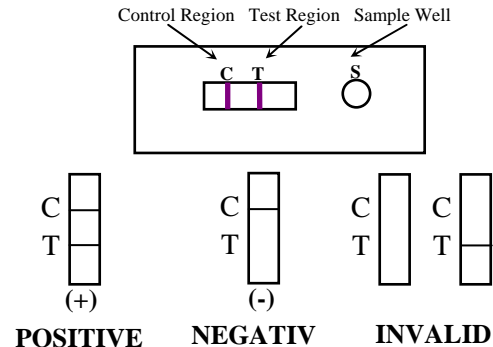 Control Region Test Region Sample Well
C T S
C C C
T T T
(+) (-)
POSITIVE NEGATIV INVALID